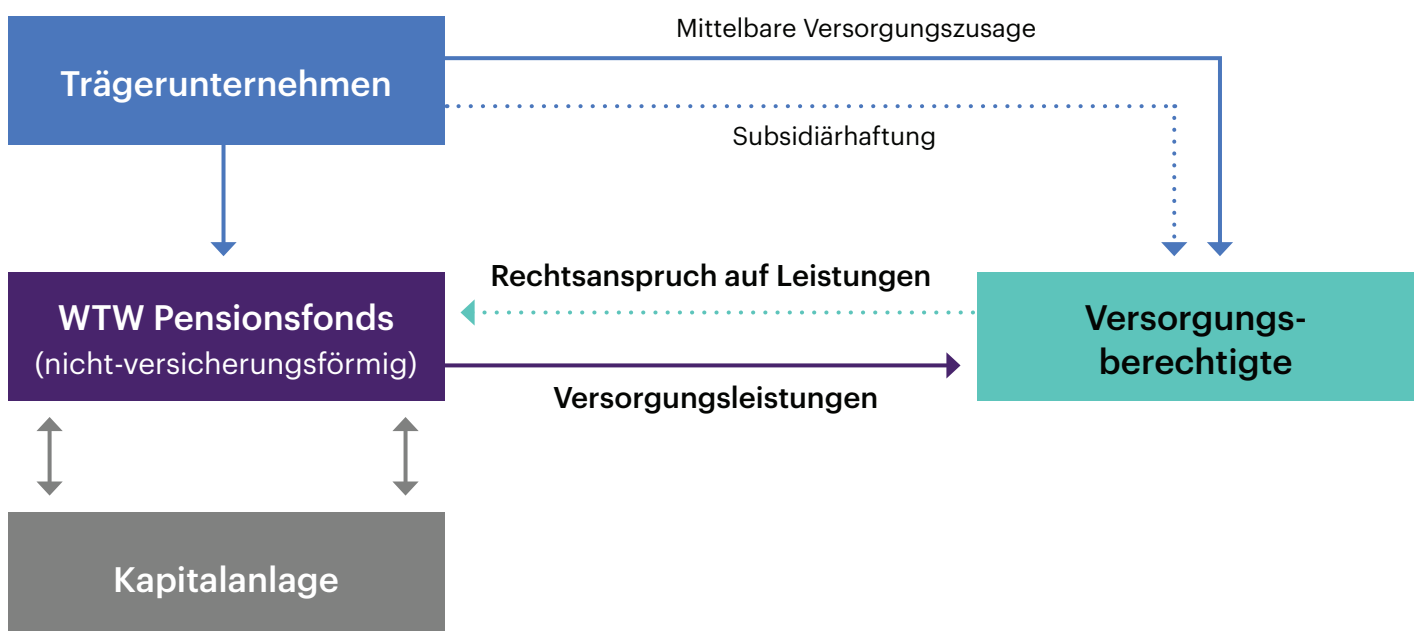 Mittelbare Versorgungszusage
Trägerunternehmen
Subsidiärhaftung
Rechtsanspruch auf Leistungen
WTW Pensionsfonds
(nicht-versicherungsförmig)
Versorgungs-
berechtigte
Versorgungsleistungen
Kapitalanlage